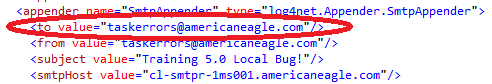 <appender name="SmtpAppender" type="log4net.Appender.SmtpAppender"
<to value="taskerrors@americaneagle.com"/>
<from value="taskerrors@americaneagle.com"/>
<subject value="Training 5.0 Local Bug!"/>
<smtpHost value="cl-smtpr-1ms001.americaneagle.com"/>